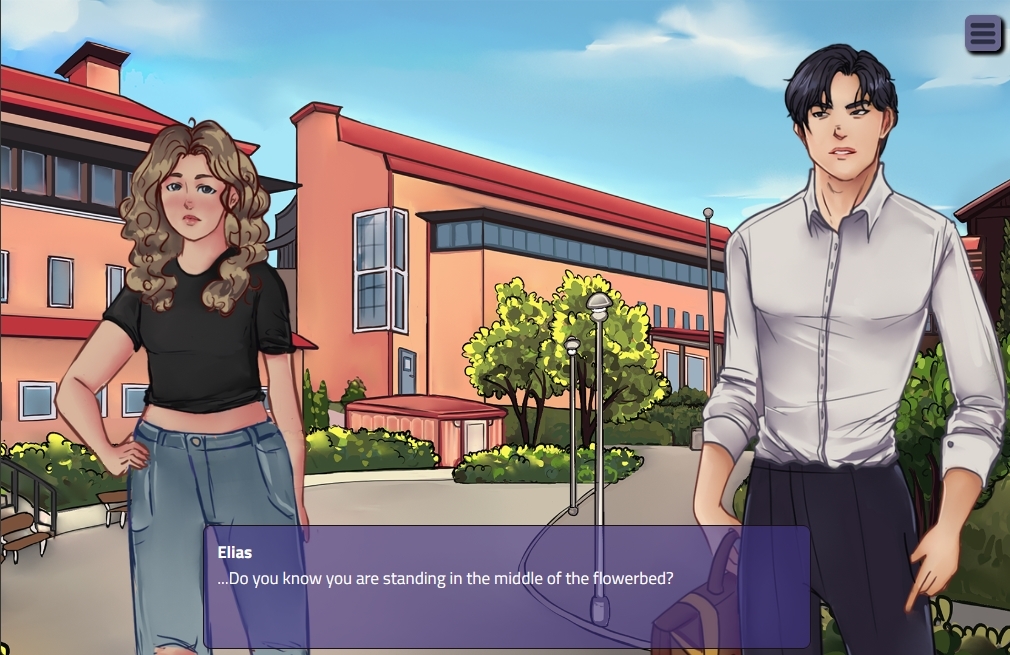 Elias
...Do you know you are standing in the middle of the flowerbed?